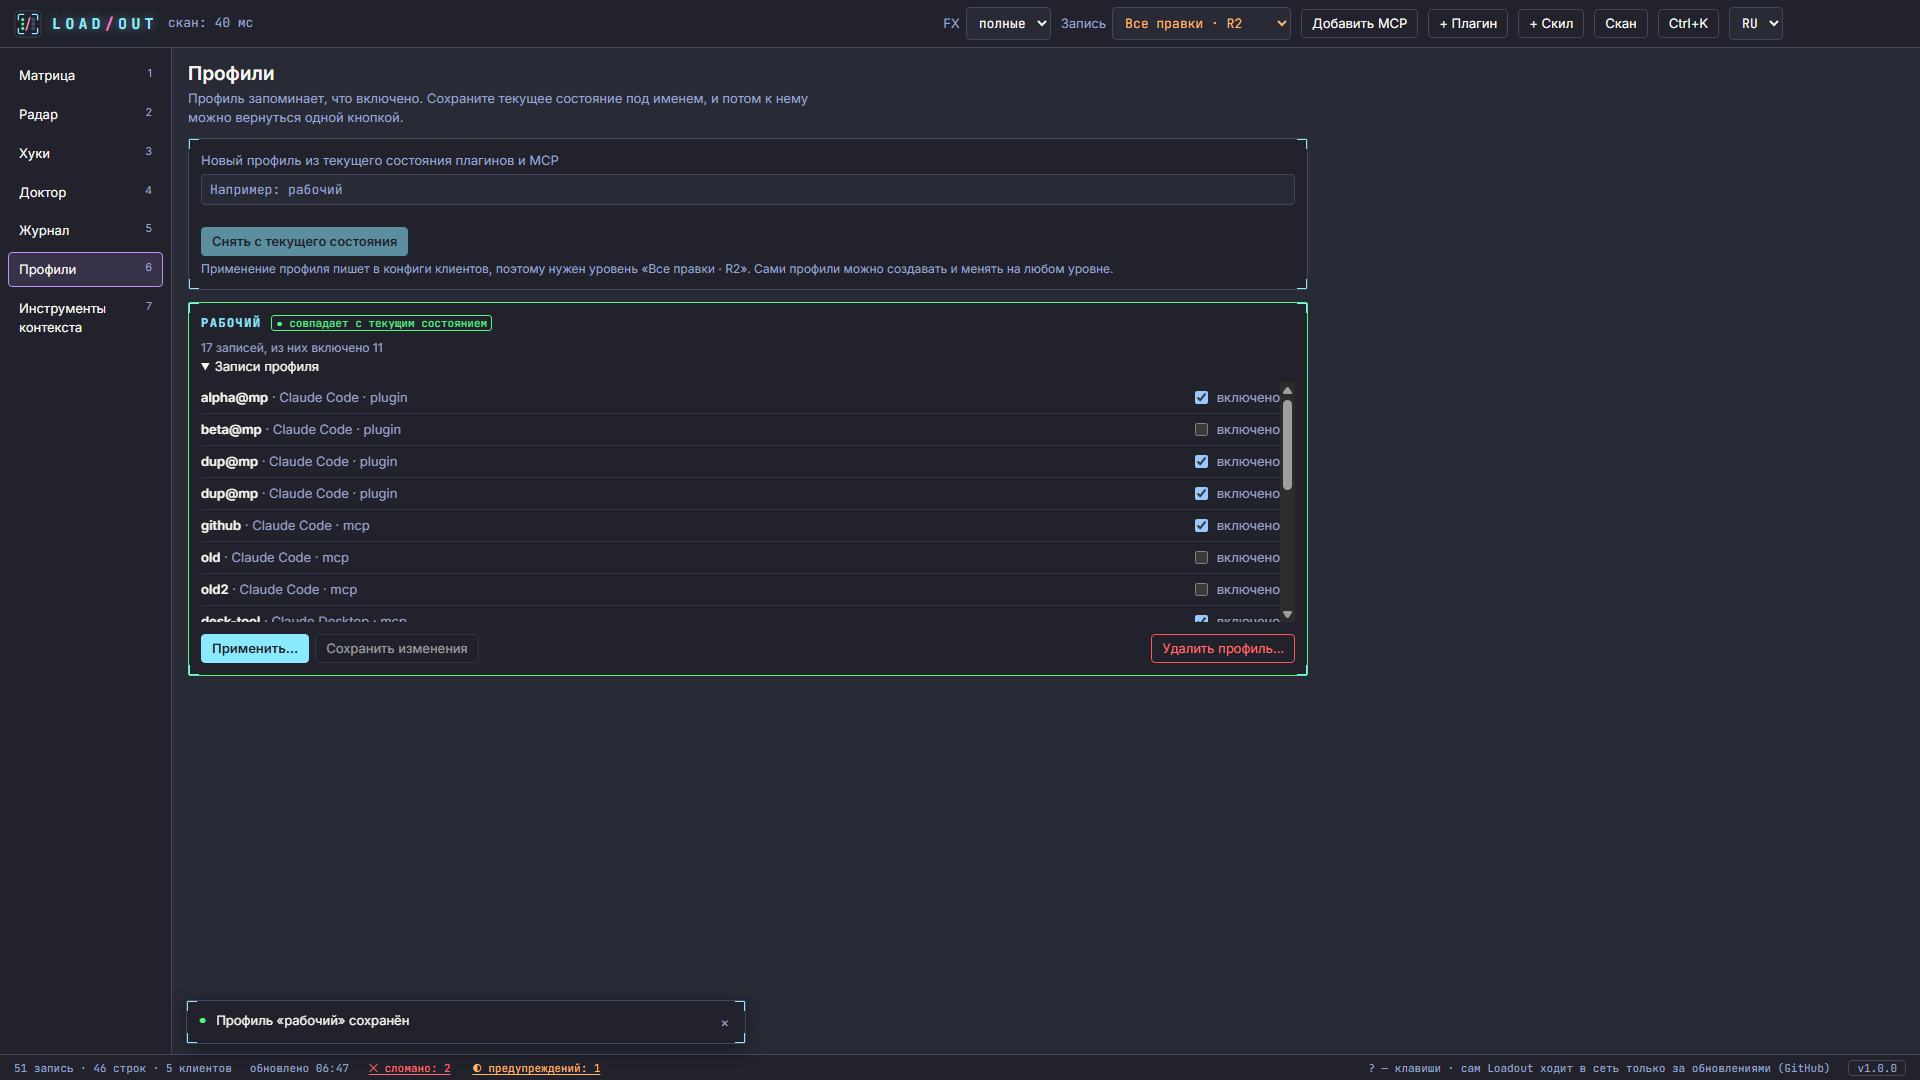 LOAD/OUT скан: 40 мс FX полные Запись Все правки · R2 Добавить MCP + Плагин + Скил Скан Ctrl+K RU
Матрица 1
Радар 2
Хуки 3
Доктор 4
Журнал 5
Профили 6
Инструменты контекста 7
Профили
Профиль запоминает, что включено. Сохраните текущее состояние под именем, и потом к нему
можно вернуться одной кнопкой.
Новый профиль из текущего состояния плагинов и MCP
Например: рабочий
Снять с текущего состояния
Применение профиля пишет в конфиги клиентов, поэтому нужен уровень «Все правки · R2». Сами профили можно создавать и менять на любом уровне.
РАБОЧИЙ ● совпадает с текущим состоянием
17 записей, из них включено 11
▼ Записи профиля
alpha@mp · Claude Code · plugin включено
beta@mp · Claude Code · plugin включено
dup@mp · Claude Code · plugin включено
dup@mp · Claude Code · plugin включено
github · Claude Code · mcp включено
old · Claude Code · mcp включено
old2 · Claude Code · mcp включено
desk-tool · Claude Desktop · mcp включено
Применить... Сохранить изменения Удалить профиль...
Профиль «рабочий» сохранён ×
51 запись · 46 строк · 5 клиентов обновлено 06:47 сломано: 2 предупреждений: 1 ? — клавиши · сам Loadout ходит в сеть только за обновлениями (GitHub) v1.0.0